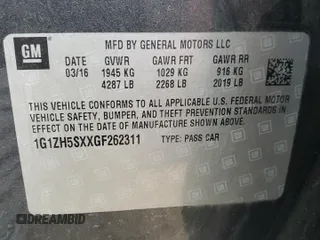 GM
MFD BY GENERAL MOTORS LLC
DATE GVWR GAWR FRT GAWR RR
03/16 1945 KG 1029 KG 916 KG
4287 LB 2268 LB 2019 LB
THIS VEHICLE CONFORMS TO ALL APPLICABLE U.S. FEDERAL MOTOR
VEHICLE SAFETY, BUMPER, AND THEFT PREVENTION STANDARDS IN
EFFECT ON THE DATE OF MANUFACTURE SHOWN ABOVE.
1G1ZH5SXXGF262311 TYPE: PASS CAR
© DREAMBID